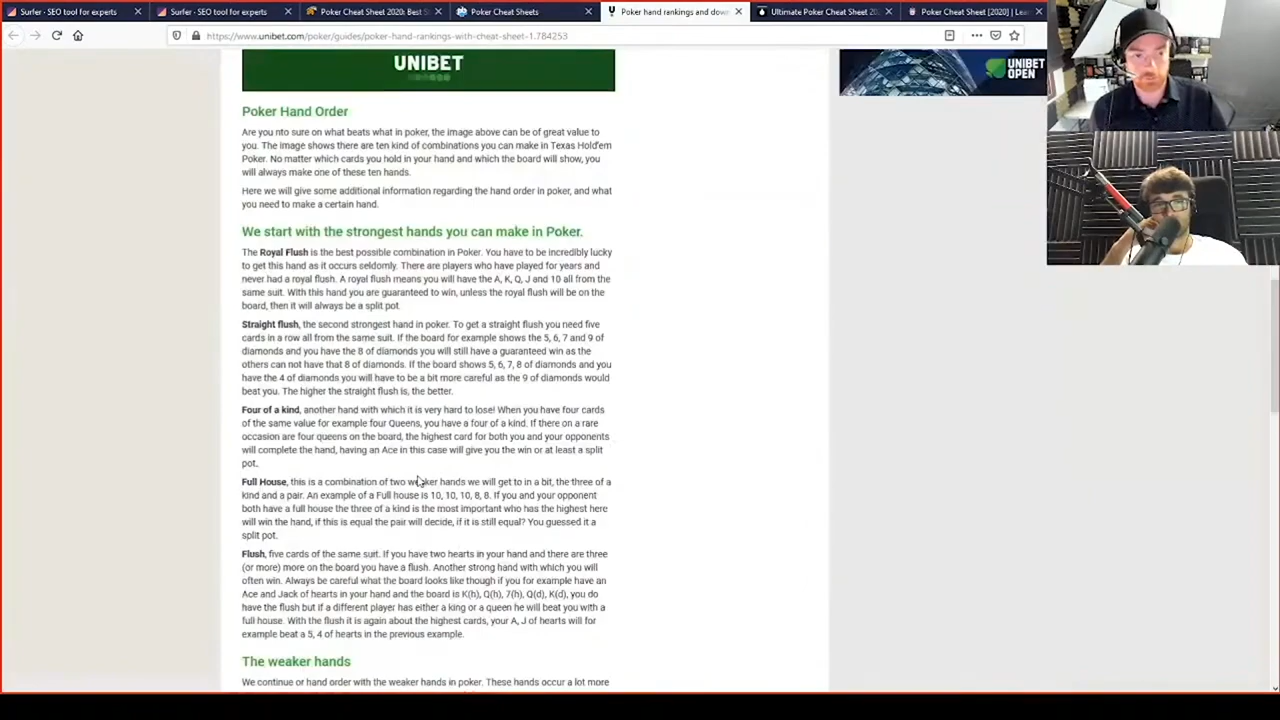 Surfer · SEO tool for experts
Surfer · SEO tool for experts
Poker Cheat Sheet 2020: Best S
Poker Cheat Sheets
Poker hand rankings and dow
Ultimate Poker Cheat Sheet 202
Poker Cheat Sheet [2020] | Lea
https://www.unibet.com/poker/guides/poker-hand-rankings-with-cheat-sheet-1.784253
UNIBET
UNIBET
OPEN
Poker Hand Order
Are you nto sure on what beats what in poker, the image above can be of great value to
you. The image shows there are ten kind of combinations you can make in Texas Hold'em
Poker. No matter which cards you hold in your hand and which the board will show, you
will always make one of these ten hands.
Here we will give some additional information regarding the hand order in poker, and what
you need to make a certain hand.
We start with the strongest hands you can make in Poker.
The Royal Flush is the best possible combination in Poker. You have to be incredibly lucky
to get this hand as it occurs seldomly. There are players who have played for years and
never had a royal flush. A royal flush means you will have the A, K, Q, J and 10 all from the
same suit. With this hand you are guaranteed to win, unless the royal flush will be on the
board, then it will always be a split pot.
Straight flush, the second strongest hand in poker. To get a straight flush you need five
cards in a row all from the same suit. If the board for example shows the 5, 6, 7 and 9 of
diamonds and you have the 8 of diamonds you will still have a guaranteed win as the
others can not have that 8 of diamonds. If the board shows 5, 6, 7, 8 of diamonds and you
have the 4 of diamonds you will have to be a bit more careful as the 9 of diamonds would
beat you. The higher the straight flush is, the better.
Four of a kind, another hand with which it is very hard to lose! When you have four cards
of the same value for example four Queens, you have a four of a kind. If there on a rare
occasion are four queens on the board, the highest card for both you and your opponents
will complete the hand, having an Ace in this case will give you the win or at least a split
pot.
Full House, this is a combination of two weaker hands we will get to in a bit, the three of a
kind and a pair. An example of a Full house is 10, 10, 10, 8, 8. If you and your opponent
both have a full house the three of a kind is the most important who has the highest here
will win the hand, if this is equal the pair will decide, if it is still equal? You guessed it a
split pot.
Flush, five cards of the same suit. If you have two hearts in your hand and there are three
(or more) more on the board you have a flush. Another strong hand with which you will
often win. Always be careful what the board looks like though if you for example have an
Ace and Jack of hearts in your hand and the board is K(h), Q(h), 7(h), Q(d), K(d), you do
have the flush but if a different player has either a king or a queen he will beat you with a
full house. With the flush it is again about the highest cards, your A, J of hearts will for
example beat a 5, 4 of hearts in the previous example.
The weaker hands
We continue or hand order with the weaker hands in poker. These hands occur a lot more